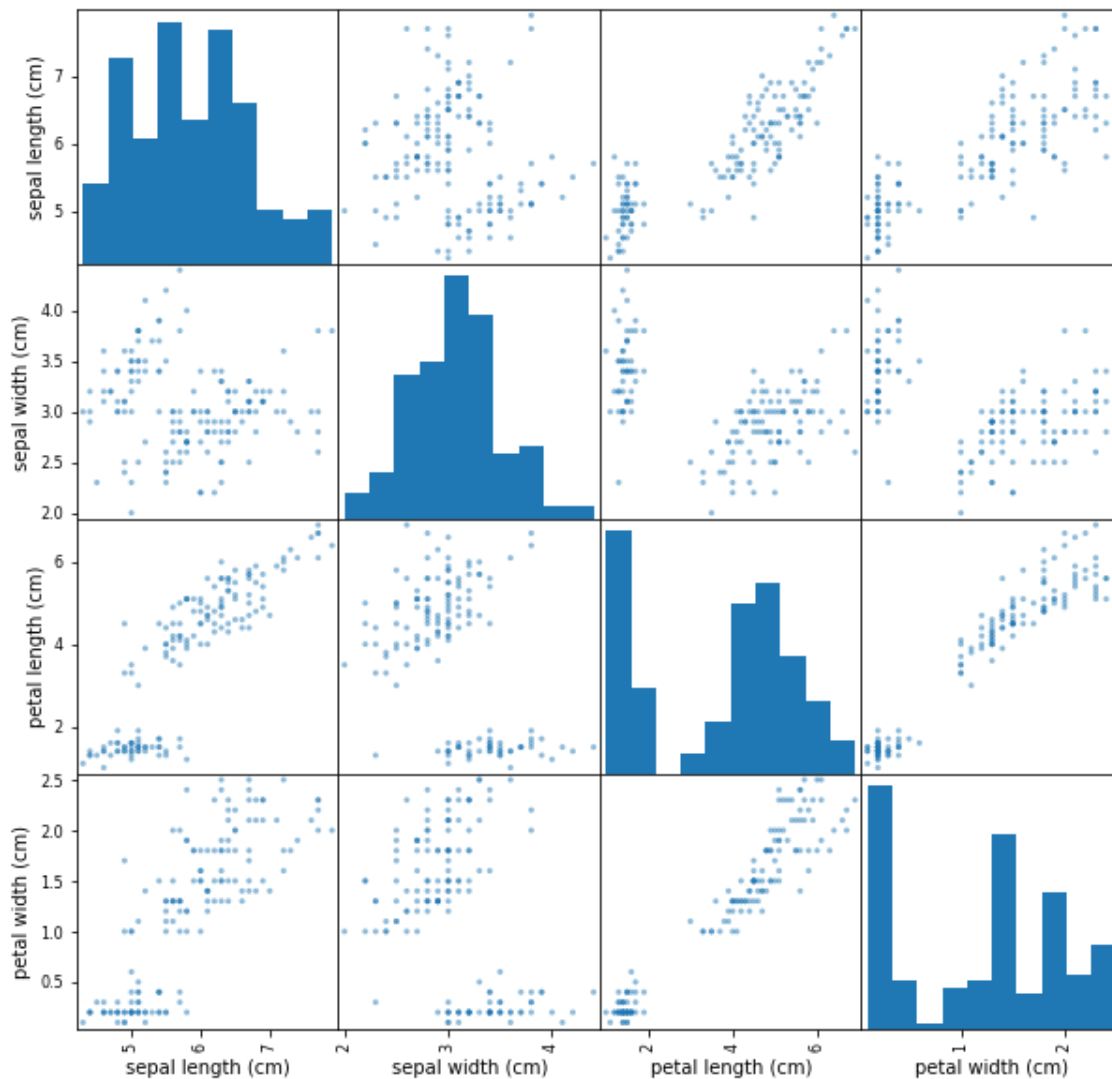 sepal length (cm)
7
6
5
sepal width (cm)
4.0
3.5
3.0
2.5
2.0
petal length (cm)
6
4
2
petal width (cm)
2.5
2.0
1.5
1.0
0.5
5 6 7 2 3 4 2 4 6 1 2
sepal length (cm) sepal width (cm) petal length (cm) petal width (cm)